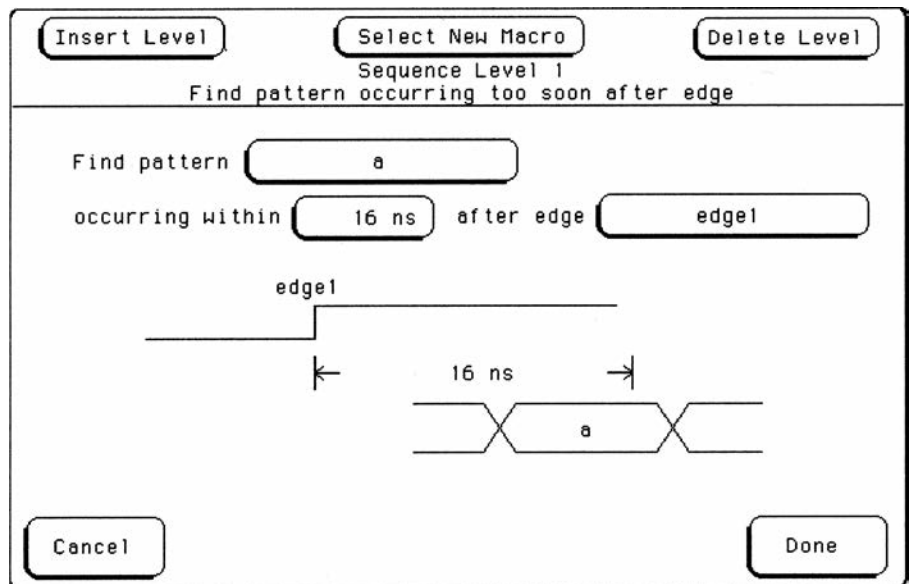 Insert Level Select New Macro Delete Level
Sequence Level 1
Find pattern occurring too soon after edge
Find pattern a
occurring within 16 ns after edge edge1
edge1
16 ns
a
Cancel Done